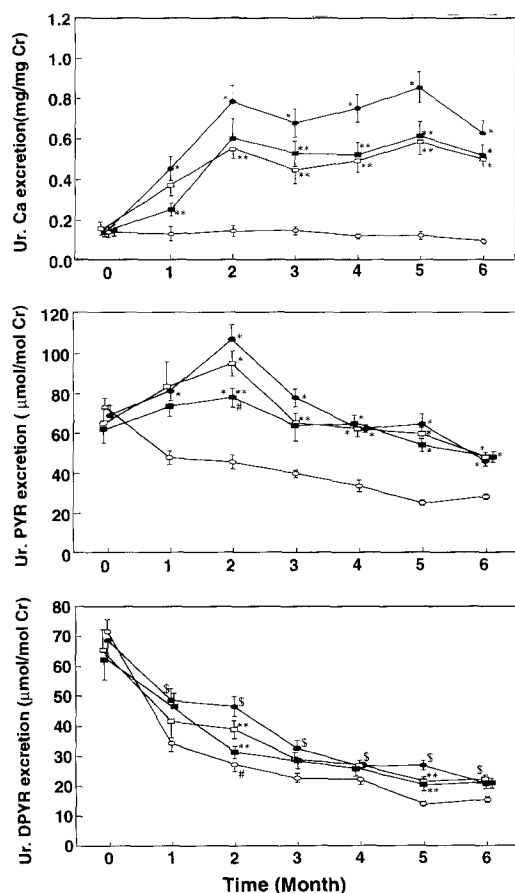 Ur. Ca excretion(mg/mg Cr)
1.2
1.0
0.8
0.6
0.4
0.2
0.0
* * * * * *
** ** ** ** *
** ** ** ** *
0 1 2 3 4 5 6
Ur. PYR excretion ( μmol/mol Cr)
120
100
80
60
40
20
0
* * * * * *
* ** * * *
* ** # * * *
0 1 2 3 4 5 6
Ur. DPYR excretion (μmol/mol Cr)
80
70
60
50
40
30
20
10
0
$ $ $ $ $ $
** **
** **
#
0 1 2 3 4 5 6
Time (Month)